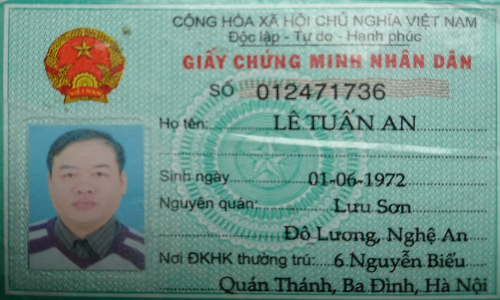 CỘNG HÒA XÃ HỘI CHỦ NGHĨA VIỆT NAM
Độc lập - Tự do - Hạnh phúc
GIẤY CHỨNG MINH NHÂN DÂN
SỐ 012471736
Họ tên: LÊ TUẤN AN
Sinh ngày 01-06-1972
Nguyên quán: Lưu Sơn
Đô Lương, Nghệ An
Nơi ĐKHK thường trú: 6 Nguyễn Biểu
Quán Thánh, Ba Đình, Hà Nội
VIỆT NAM